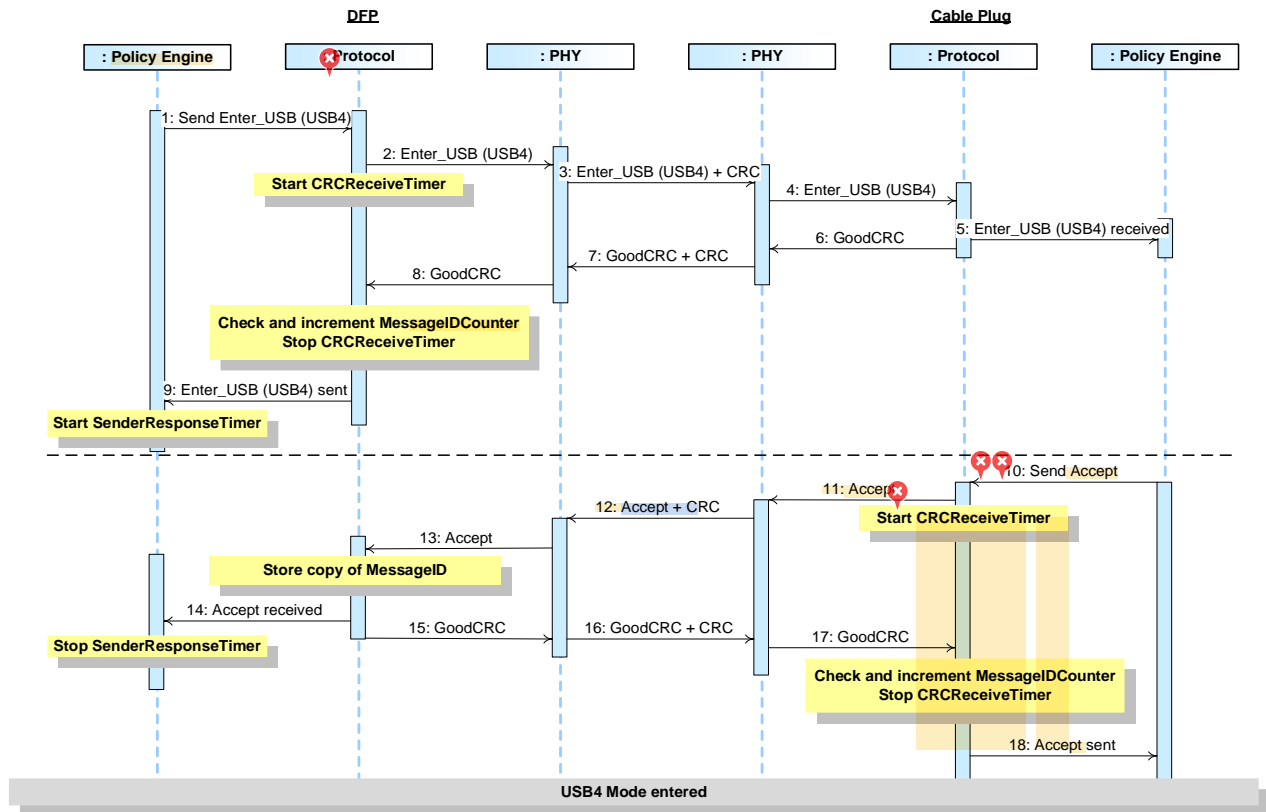 DFP
Cable Plug
: Policy Engine
: Protocol
: PHY
: PHY
: Protocol
: Policy Engine
1: Send Enter_USB (USB4)
2: Enter_USB (USB4)
3: Enter_USB (USB4) + CRC
Start CRCReceiveTimer
4: Enter_USB (USB4)
5: Enter_USB (USB4) received
6: GoodCRC
7: GoodCRC + CRC
8: GoodCRC
Check and increment MessageIDCounter
Stop CRCReceiveTimer
9: Enter_USB (USB4) sent
Start SenderResponseTimer
10: Send Accept
11: Accept
12: Accept + CRC
Start CRCReceiveTimer
13: Accept
Store copy of MessageID
14: Accept received
15: GoodCRC
16: GoodCRC + CRC
17: GoodCRC
Stop SenderResponseTimer
Check and increment MessageIDCounter
Stop CRCReceiveTimer
18: Accept sent
USB4 Mode entered